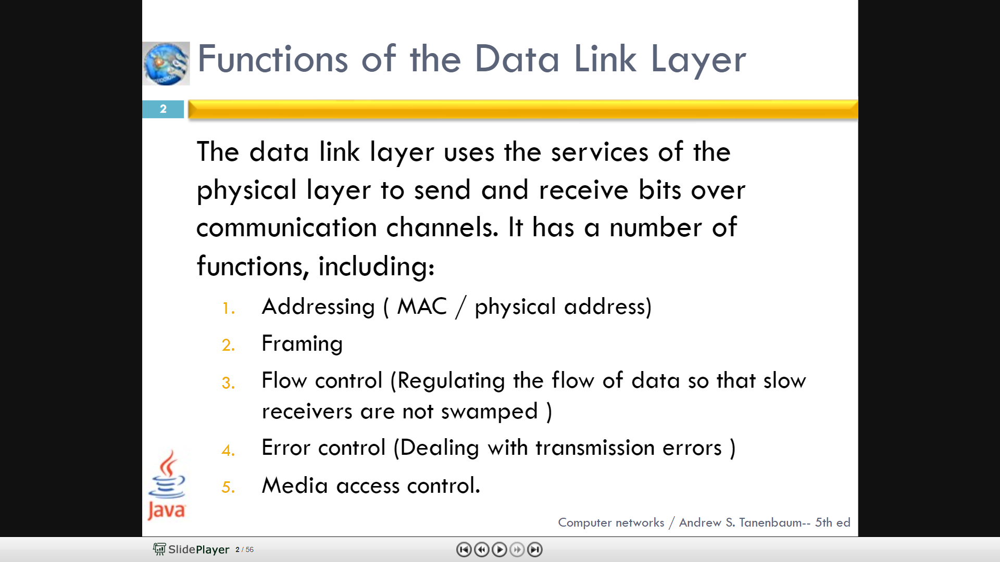 Functions of the Data Link Layer
2
The data link layer uses the services of the
physical layer to send and receive bits over
communication channels. It has a number of
functions, including:
1. Addressing ( MAC / physical address)
2. Framing
3. Flow control (Regulating the flow of data so that slow
receivers are not swamped )
4. Error control (Dealing with transmission errors )
5. Media access control.
Java
Computer networks / Andrew S. Tanenbaum-- 5th ed
SlidePlayer 2 / 56